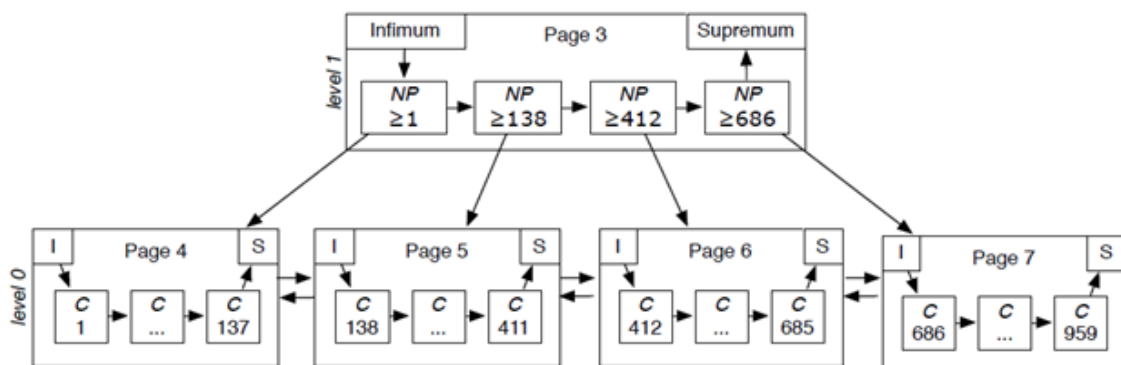 Infimum Page 3 Supremum
level 1
NP NP NP NP
≥1 ≥138 ≥412 ≥686
I Page 4 S I Page 5 S I Page 6 S I Page 7 S
level 0
C C C C C C C C C C C C
1 ... 137 138 ... 411 412 ... 685 686 ... 959